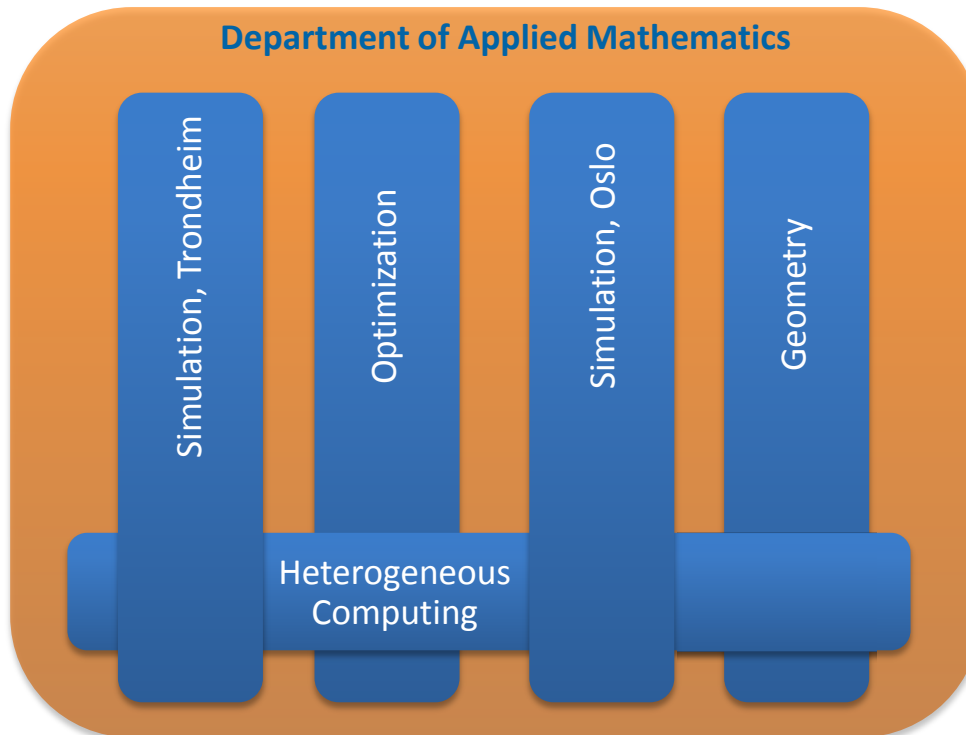 Department of Applied Mathematics
Simulation, Trondheim
Optimization
Simulation, Oslo
Geometry
Heterogeneous
Computing